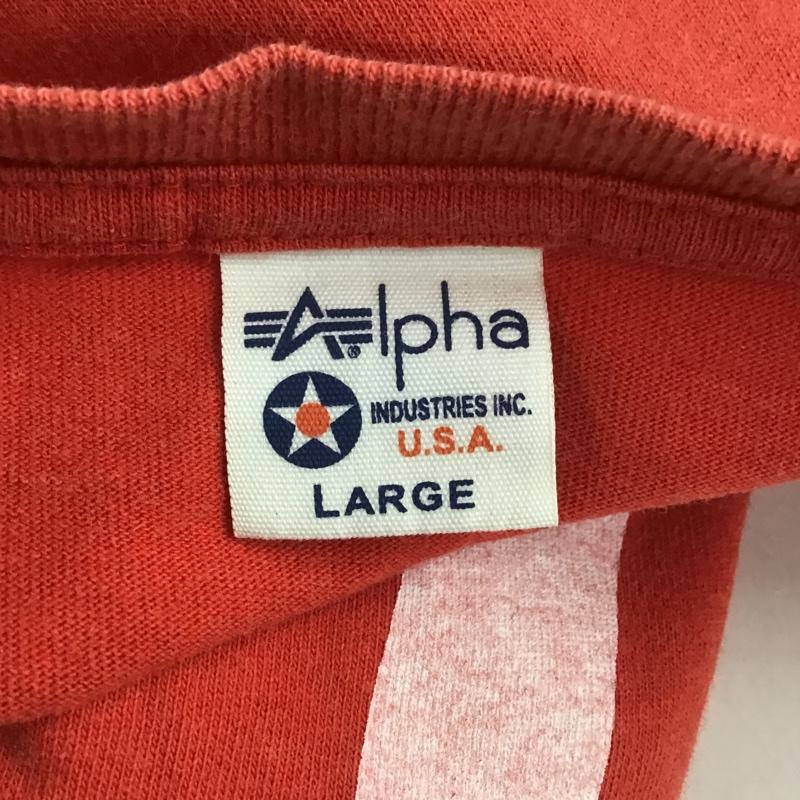 Alpha
®
INDUSTRIES INC.
U.S.A.
LARGE